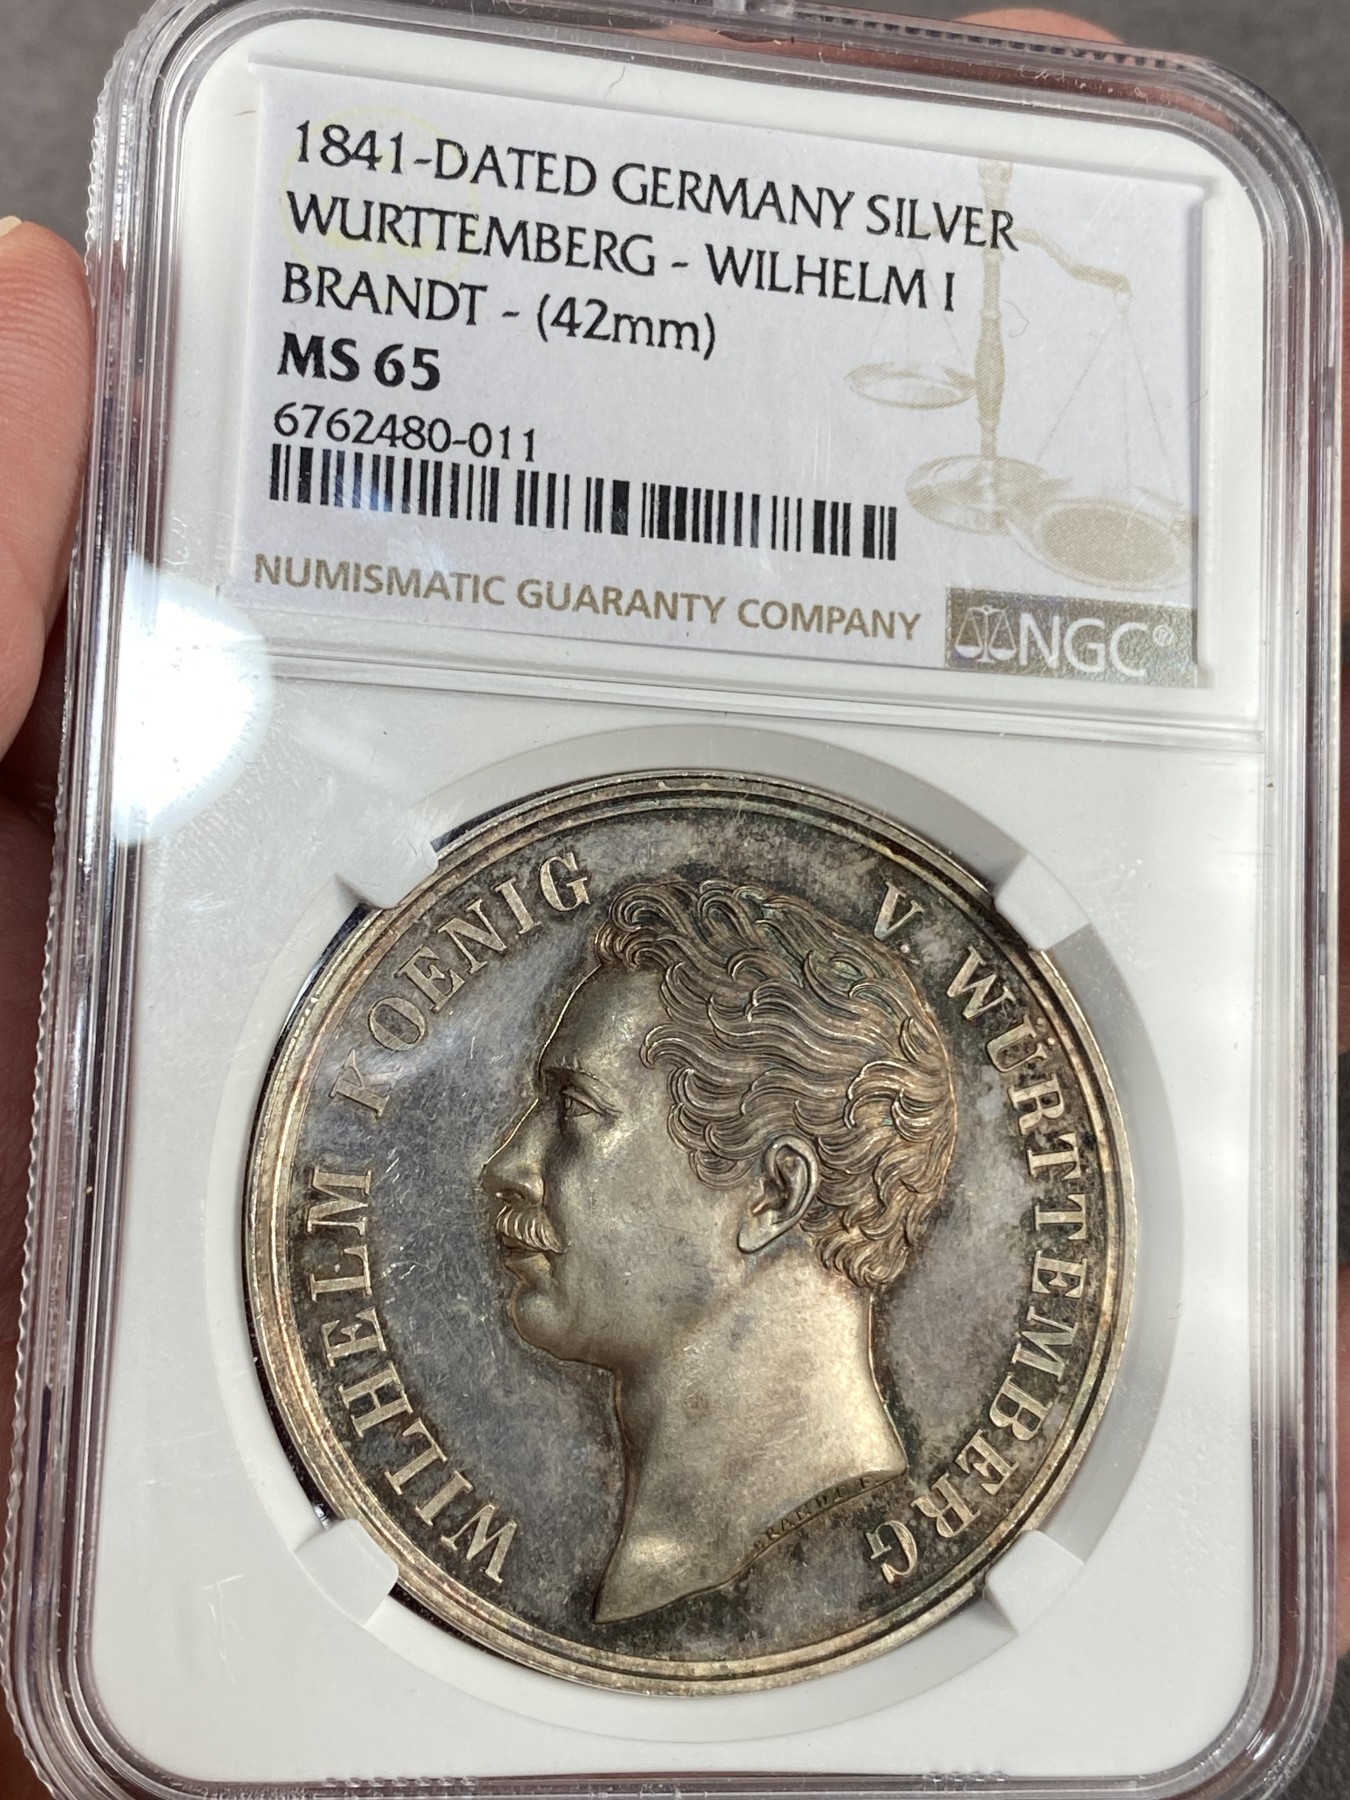 1841-DATED GERMANY SILVER
WURTTEMBERG - WILHELM I
BRANDT - (42mm)
MS 65
6762480-011
NUMISMATIC GUARANTY COMPANY
NGC®
WILHELM KOENIG V. WÜRTTEMBERG
BRANDT F.